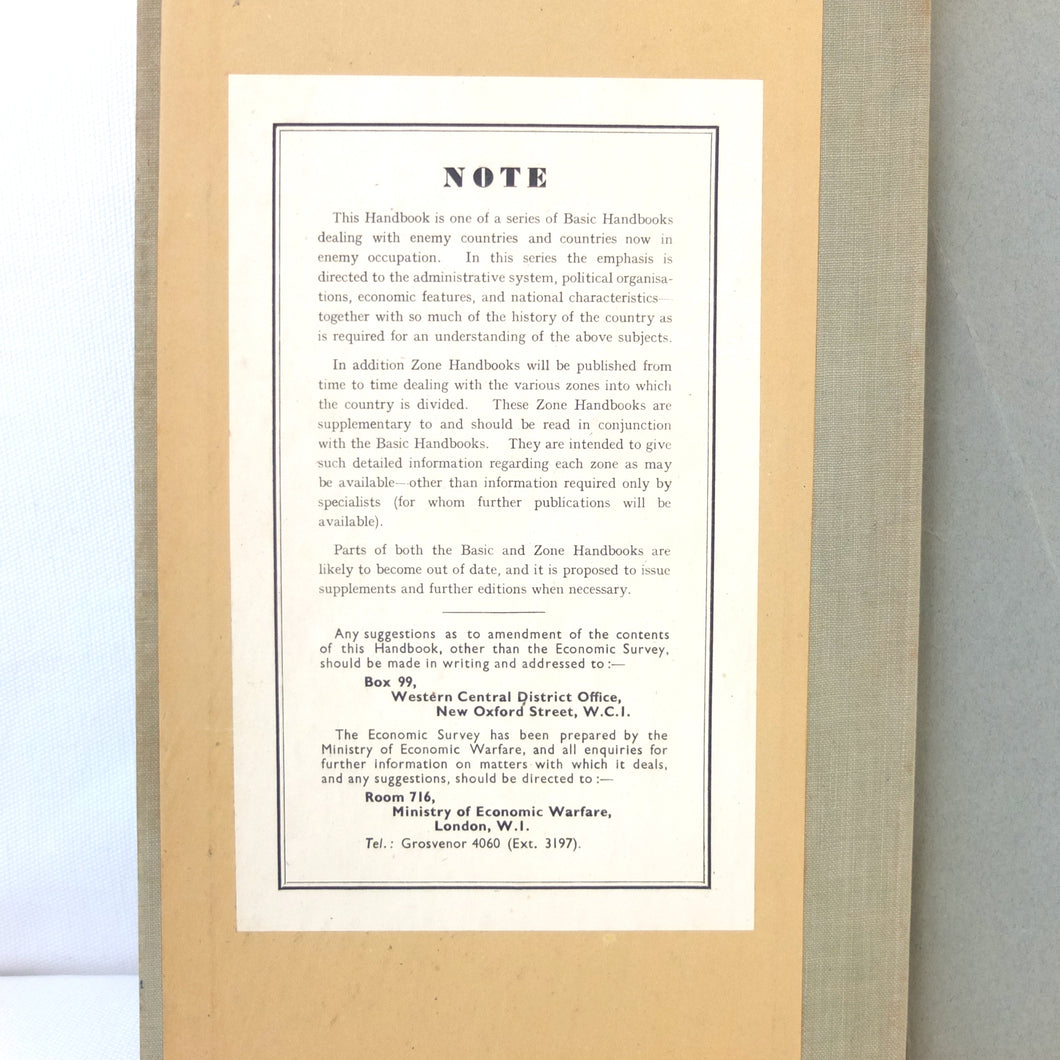 NOTE
This Handbook is one of a series of Basic Handbooks
dealing with enemy countries and countries now in
enemy occupation. In this series the emphasis is
directed to the administrative system, political organisa-
tions, economic features, and national characteristics—
together with so much of the history of the country as
is required for an understanding of the above subjects.
In addition Zone Handbooks will be published from
time to time dealing with the various zones into which
the country is divided. These Zone Handbooks are
supplementary to and should be read in conjunction
with the Basic Handbooks. They are intended to give
such detailed information regarding each zone as may
be available—other than information required only by
specialists (for whom further publications will be
available).
Parts of both the Basic and Zone Handbooks are
likely to become out of date, and it is proposed to issue
supplements and further editions when necessary.
Any suggestions as to amendment of the contents
of this Handbook, other than the Economic Survey,
should be made in writing and addressed to :—
Box 99,
Western Central District Office,
New Oxford Street, W.C.1.
The Economic Survey has been prepared by the
Ministry of Economic Warfare, and all enquiries for
further information on matters with which it deals,
and any suggestions, should be directed to :—
Room 716,
Ministry of Economic Warfare,
London, W.1.
Tel.: Grosvenor 4060 (Ext. 3197).